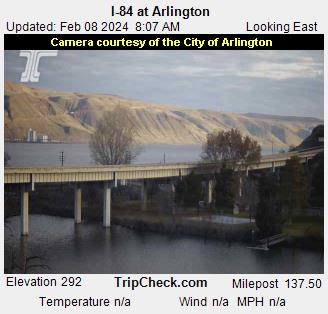 I-84 at Arlington
Updated: Feb 08 2024 8:07 AM Looking East
Camera courtesy of the City of Arlington
Elevation 292 TripCheck.com Milepost 137.50
Temperature n/a Wind n/a MPH n/a